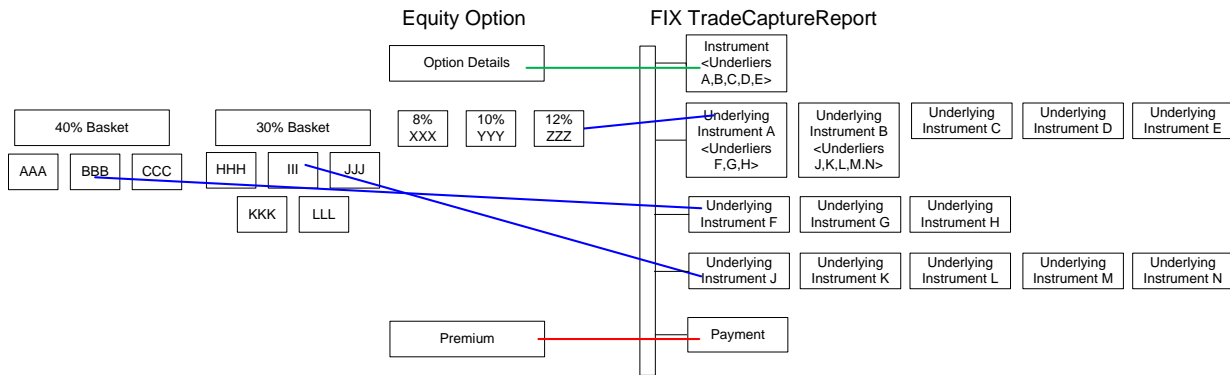 Equity Option
FIX TradeCaptureReport
Option Details
Instrument
<Underliers
A,B,C,D,E>
40% Basket
30% Basket
8%
XXX
10%
YYY
12%
ZZZ
Underlying
Instrument A
<Underliers
F,G,H>
Underlying
Instrument B
<Underliers
J,K,L,M.N>
Underlying
Instrument C
Underlying
Instrument D
Underlying
Instrument E
AAA
BBB
CCC
HHH
III
JJJ
KKK
LLL
Underlying
Instrument F
Underlying
Instrument G
Underlying
Instrument H
Underlying
Instrument J
Underlying
Instrument K
Underlying
Instrument L
Underlying
Instrument M
Underlying
Instrument N
Premium
Payment